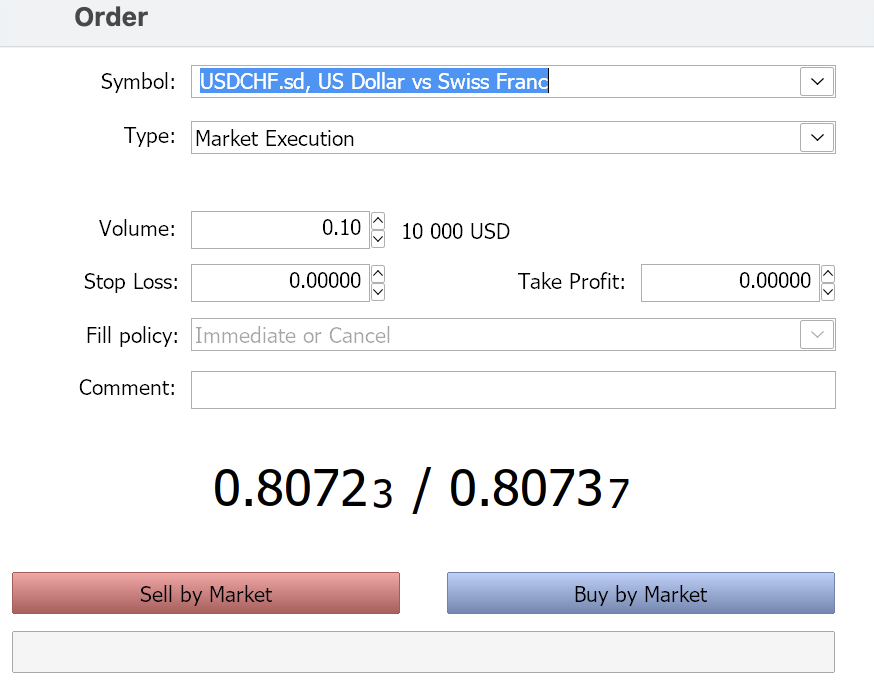 Order
Symbol: USDCHF.sd, US Dollar vs Swiss Franc
Type: Market Execution
Volume: 0.10 10 000 USD
Stop Loss: 0.00000 Take Profit: 0.00000
Fill policy: Immediate or Cancel
Comment:
0.80723 / 0.80737
Sell by Market Buy by Market